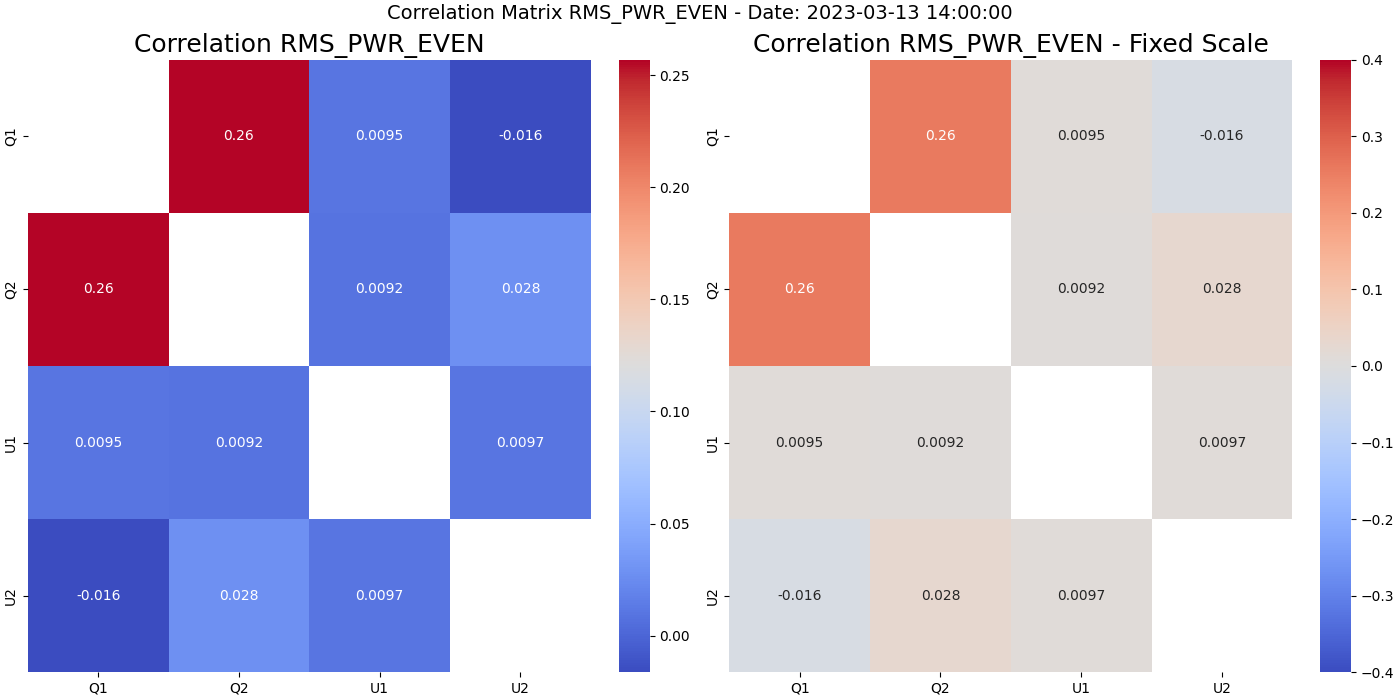 Correlation Matrix RMS_PWR_EVEN - Date: 2023-03-13 14:00:00
Correlation RMS_PWR_EVEN
Q1
0.26
0.0095
-0.016
Q2
0.26
0.0092
0.028
U1
0.0095
0.0092
0.0097
U2
-0.016
0.028
0.0097
Q1
Q2
U1
U2
0.25
0.20
0.15
0.10
0.05
0.00
Correlation RMS_PWR_EVEN - Fixed Scale
Q1
0.26
0.0095
-0.016
Q2
0.26
0.0092
0.028
U1
0.0095
0.0092
0.0097
U2
-0.016
0.028
0.0097
Q1
Q2
U1
U2
0.4
0.3
0.2
0.1
0.0
−0.1
−0.2
−0.3
−0.4